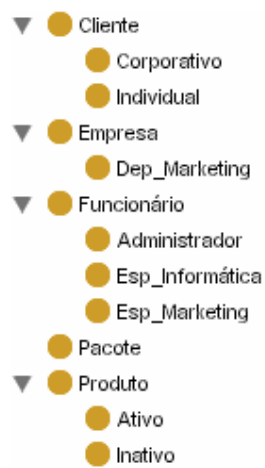 Cliente
Corporativo
Individual
Empresa
Dep_Marketing
Funcionário
Administrador
Esp_Informática
Esp_Marketing
Pacote
Produto
Ativo
Inativo